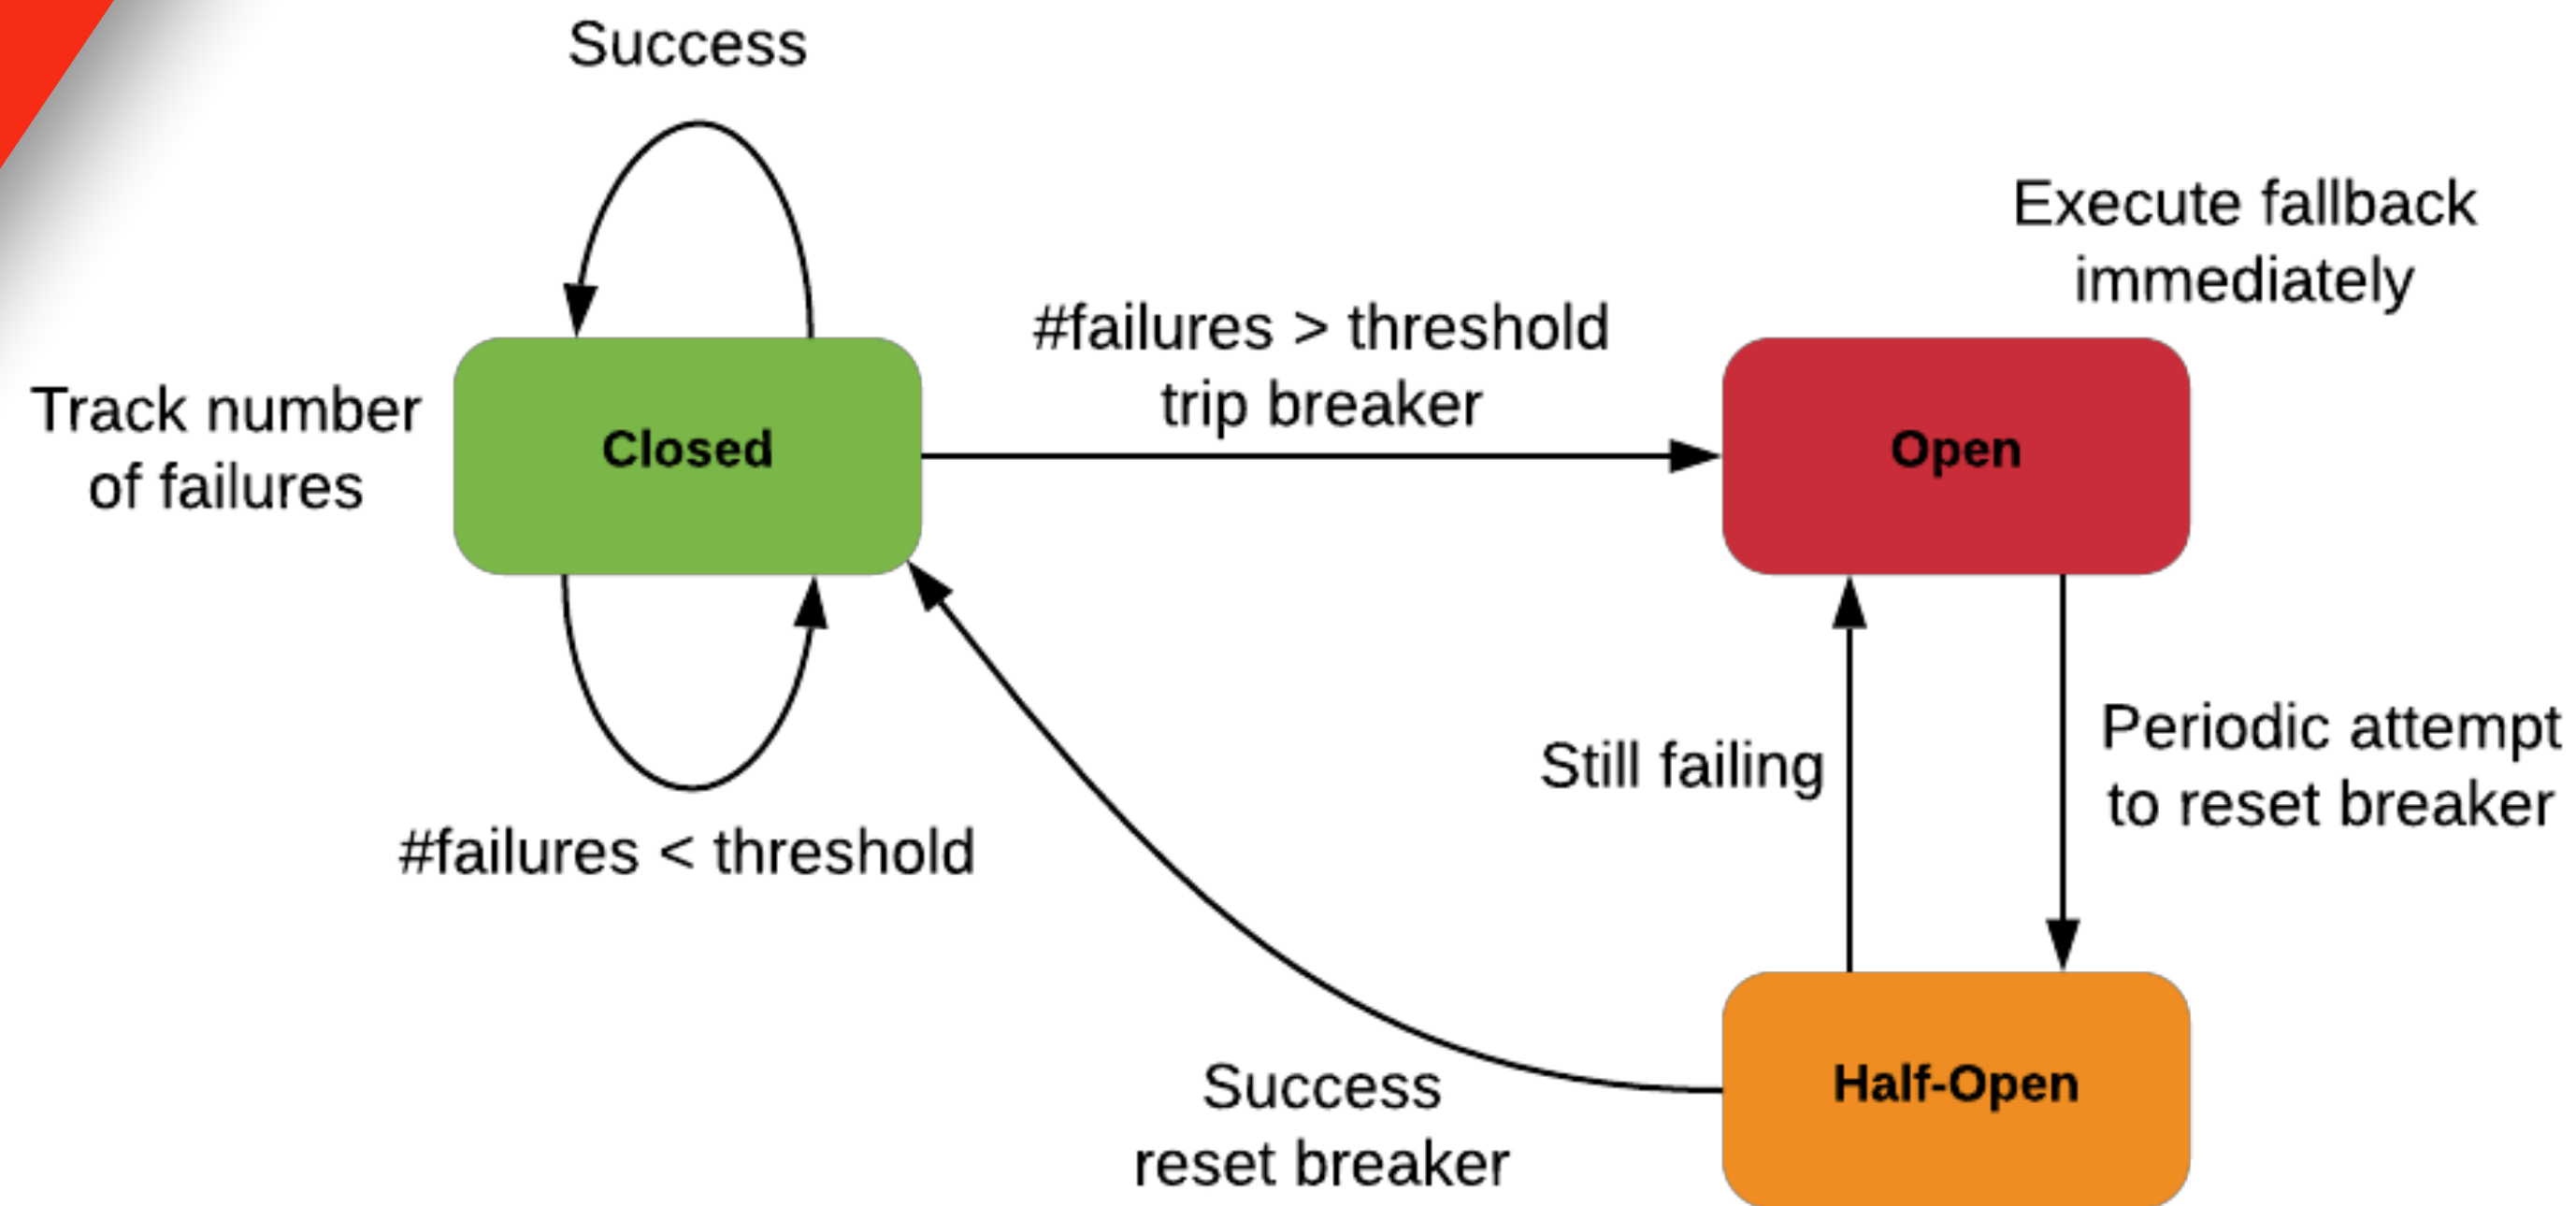 Success
Execute fallback
immediately
#failures > threshold
trip breaker
Track number
of failures
Closed
Open
Still failing
Periodic attempt
to reset breaker
#failures < threshold
Success
reset breaker
Half-Open